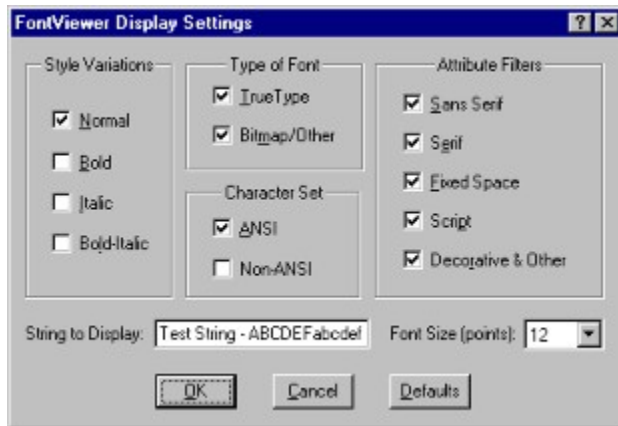 FontViewer Display Settings
Style Variations
Normal
Bold
Italic
Bold-Italic
Type of Font
TrueType
Bitmap/Other
Character Set
ANSI
Non-ANSI
Attribute Filters
Sans Serif
Serif
Fixed Space
Script
Decorative & Other
String to Display: Test String - ABCDEFabcdef Font Size (points): 12
OK Cancel Defaults